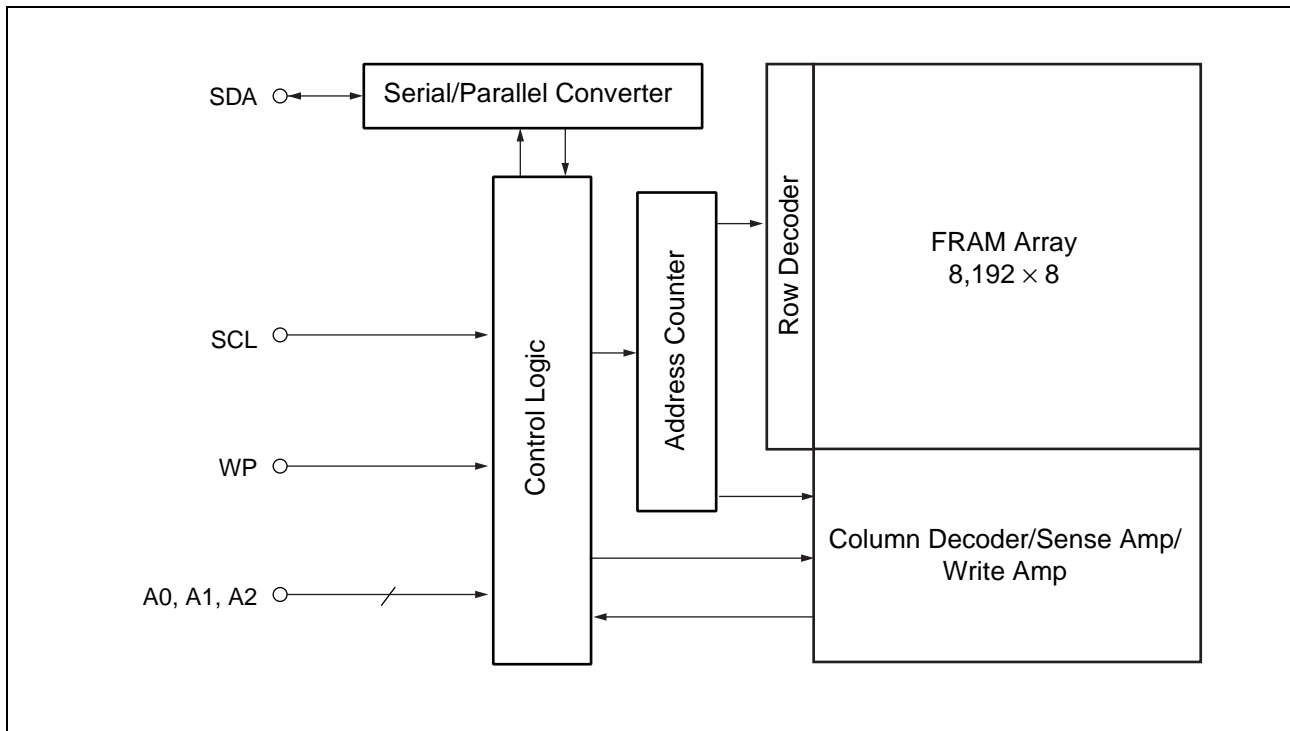 SDA
Serial/Parallel Converter
SCL
WP
A0, A1, A2
Control Logic
Address Counter
Row Decoder
FRAM Array
8,192 × 8
Column Decoder/Sense Amp/
Write Amp